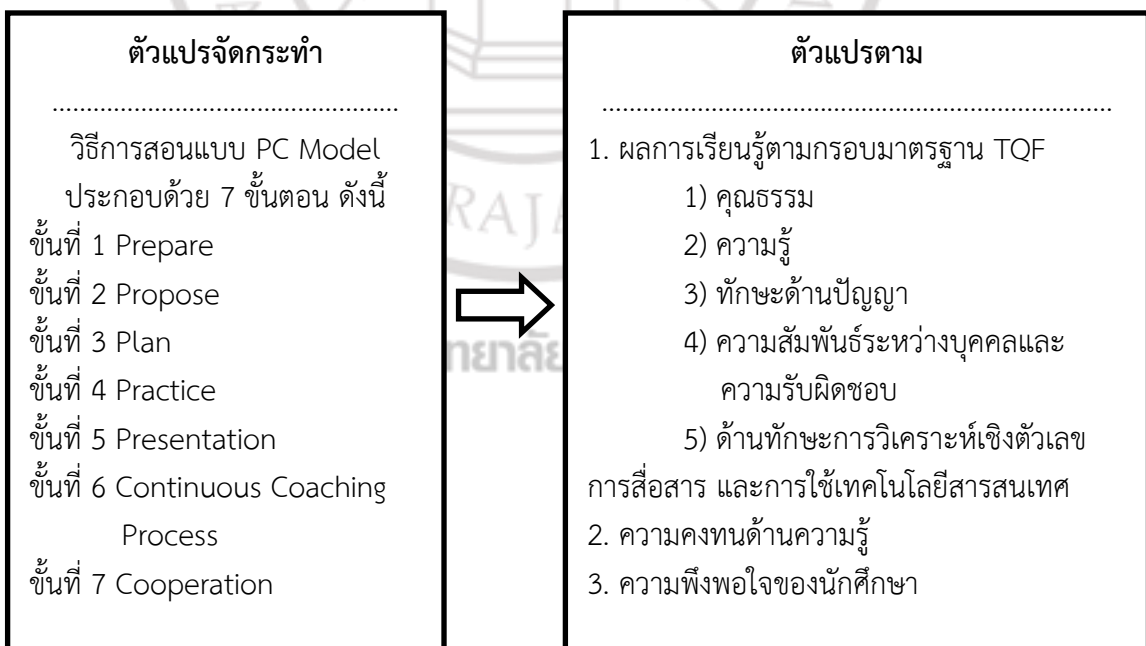 ตัวแปรจัดกระทำ
..................................................
วิธีการสอนแบบ PC Model
ประกอบด้วย 7 ขั้นตอน ดังนี้
ขั้นที่ 1 Prepare
ขั้นที่ 2 Propose
ขั้นที่ 3 Plan
ขั้นที่ 4 Practice
ขั้นที่ 5 Presentation
ขั้นที่ 6 Continuous Coaching
Process
ขั้นที่ 7 Cooperation
ตัวแปรตาม
..........................................................................
1. ผลการเรียนรู้ตามกรอบมาตรฐาน TQF
1) คุณธรรม
2) ความรู้
3) ทักษะด้านปัญญา
4) ความสัมพันธ์ระหว่างบุคคลและ
ความรับผิดชอบ
5) ด้านทักษะการวิเคราะห์เชิงตัวเลข
การสื่อสาร และการใช้เทคโนโลยีสารสนเทศ
2. ความคงทนด้านความรู้
3. ความพึงพอใจของนักศึกษา